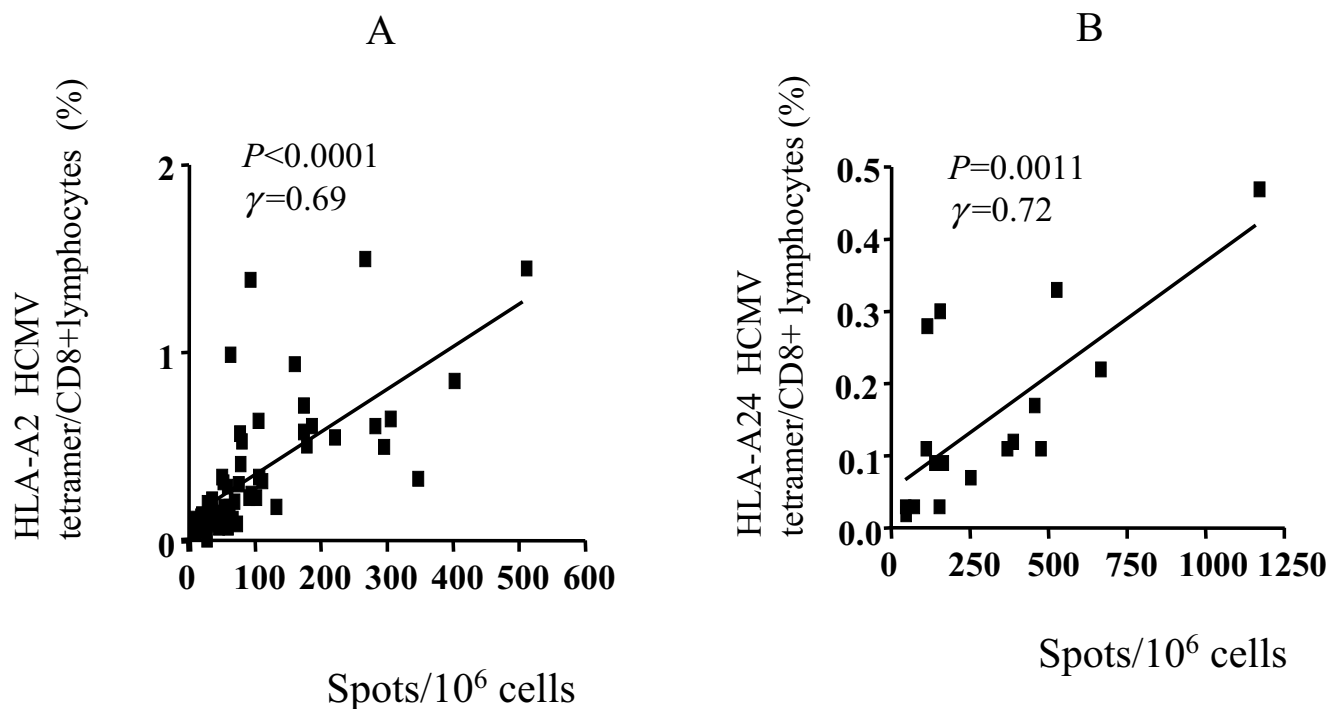 A
HLA-A2 HCMV
tetramer/CD8+lymphocytes (%)
P<0.0001
γ=0.69
2
1
0
0 100 200 300 400 500 600
Spots/10⁶ cells
B
HLA-A24 HCMV
tetramer/CD8+ lymphocytes (%)
P=0.0011
γ=0.72
0.5
0.4
0.3
0.2
0.1
0.0
0 250 500 750 1000 1250
Spots/10⁶ cells